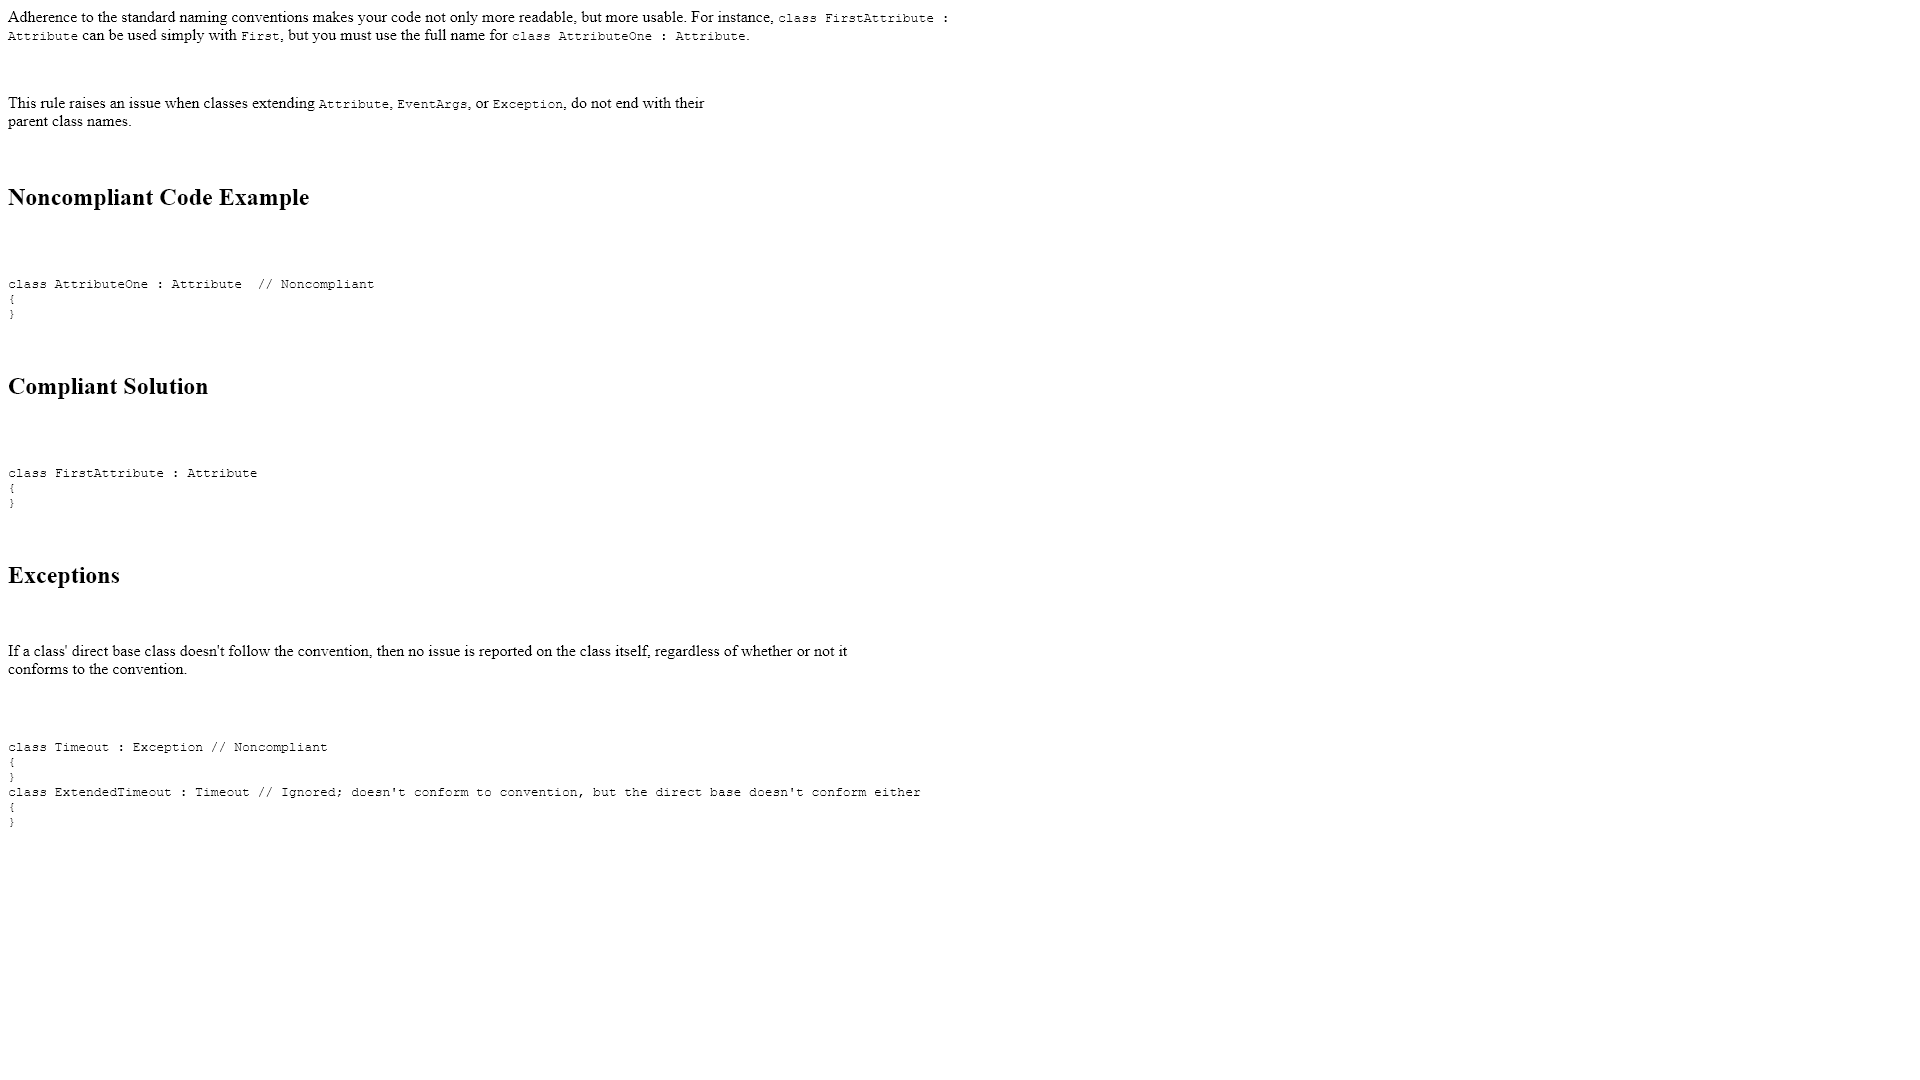 Adherence to the standard naming conventions makes your code not only more readable, but more usable. For instance, class FirstAttribute :
Attribute can be used simply with First, but you must use the full name for class AttributeOne : Attribute.
This rule raises an issue when classes extending Attribute, EventArgs, or Exception, do not end with their
parent class names.
Noncompliant Code Example
class AttributeOne : Attribute  // Noncompliant
{
}
Compliant Solution
class FirstAttribute : Attribute
{
}
Exceptions
If a class' direct base class doesn't follow the convention, then no issue is reported on the class itself, regardless of whether or not it
conforms to the convention.
class Timeout : Exception // Noncompliant
{
}
class ExtendedTimeout : Timeout // Ignored; doesn't conform to convention, but the direct base doesn't conform either
{
}